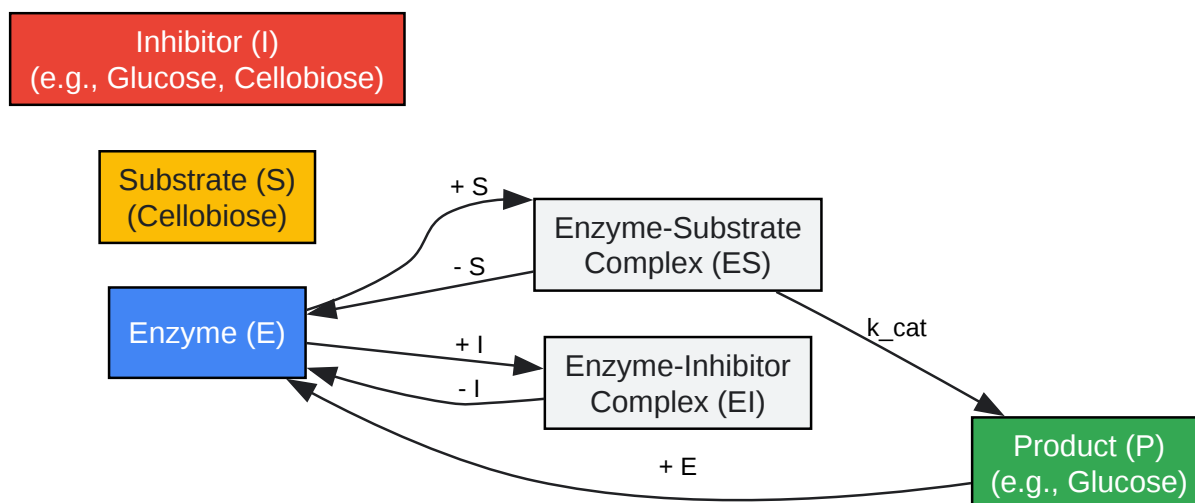 Inhibitor (I)
(e.g., Glucose, Cellobiose)
Substrate (S)
(Cellobiose)
+ S
Enzyme-Substrate
Complex (ES)
- S
Enzyme (E)
k_cat
+ I
Enzyme-Inhibitor
Complex (EI)
- I
Product (P)
(e.g., Glucose)
+ E